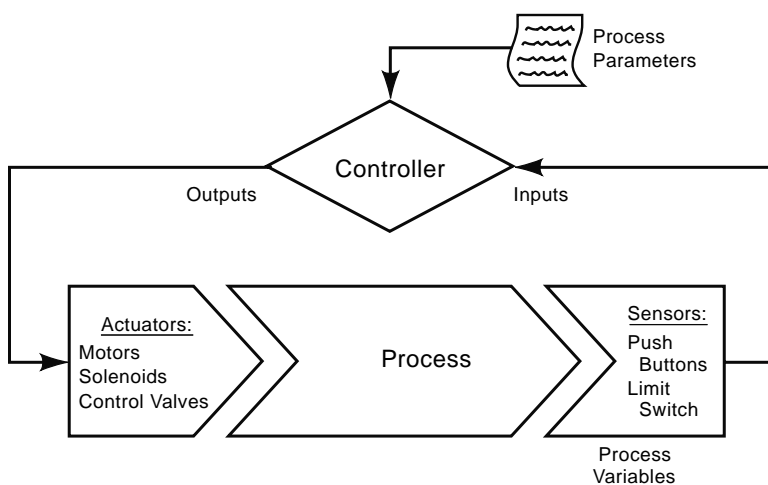 Process
Parameters
Controller
Outputs
Inputs
Actuators:
Motors
Solenoids
Control Valves
Process
Sensors:
Push
Buttons
Limit
Switch
Process
Variables